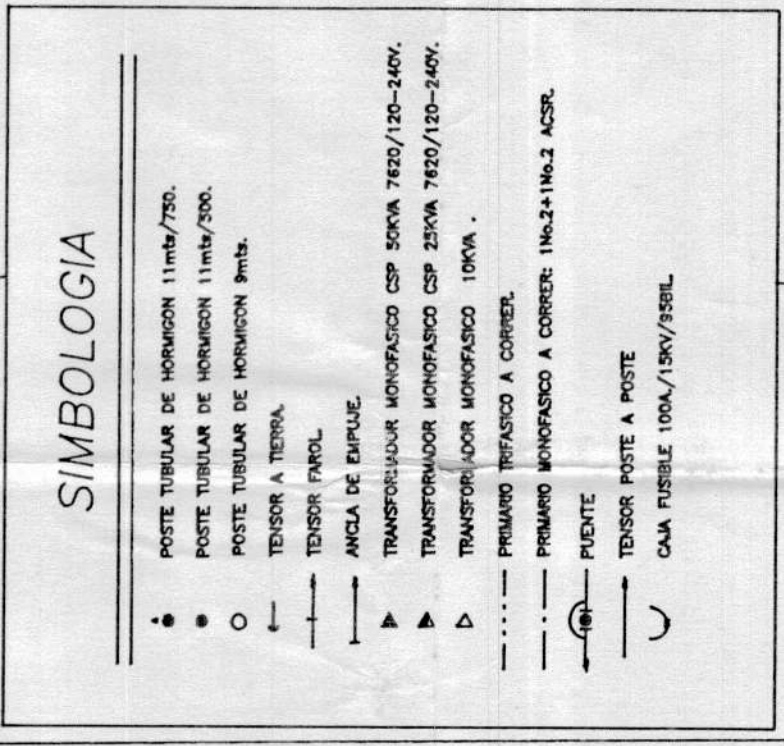 SIMBOLOGIA
POSTE TUBULAR DE HORMIGON 11mts/750.
POSTE TUBULAR DE HORMIGON 11mts/500.
POSTE TUBULAR DE HORMIGON 9mts.
TENSOR A TIERRA.
TENSOR FAROL.
ANCLA DE EMPUJE.
TRANSFORMADOR MONOFASICO CSP 50KVA 7620/120-240V.
TRANSFORMADOR MONOFASICO CSP 25KVA 7620/120-240V.
TRANSFORMADOR MONOFASICO 10KVA .
PRIMARIO TRIFASICO A CORRER.
PRIMARIO MONOFASICO A CORRER: 1No.2+1No.2 ACSR.
PUENTE
TENSOR POSTE A POSTE
CAJA FUSIBLE 100A./15KV/95BIL.